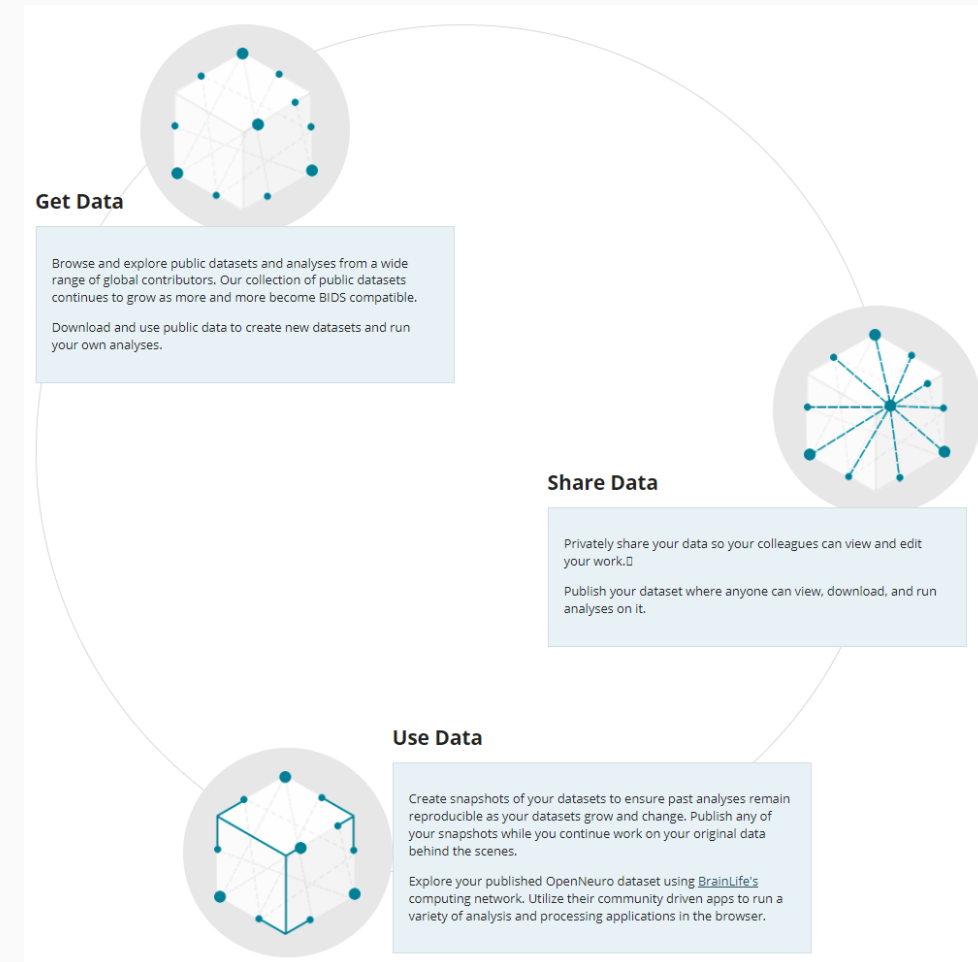 Get Data
Browse and explore public datasets and analyses from a wide
range of global contributors. Our collection of public datasets
continues to grow as more and more become BIDS compatible.
Download and use public data to create new datasets and run
your own analyses.
Share Data
Privately share your data so your colleagues can view and edit
your work.▯
Publish your dataset where anyone can view, download, and run
analyses on it.
Use Data
Create snapshots of your datasets to ensure past analyses remain
reproducible as your datasets grow and change. Publish any of
your snapshots while you continue work on your original data
behind the scenes.
Explore your published OpenNeuro dataset using BrainLife's
computing network. Utilize their community driven apps to run a
variety of analysis and processing applications in the browser.